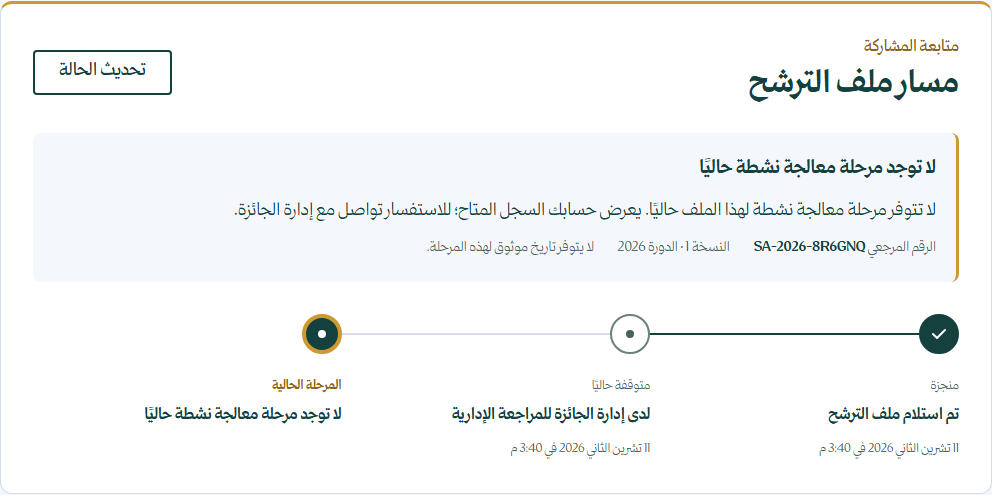 متابعة المشاركة
مسار ملف الترشح
تحديث الحالة
لا توجد مرحلة معالجة نشطة حاليًا
لا تتوفر مرحلة معالجة نشطة لهذا الملف حاليًا. يعرض حسابك السجل المتاح؛ للاستفسار تواصل مع إدارة الجائزة.
الرقم المرجعي SA-2026-8R6GNQ النسخة 1 · الدورة 2026 لا يتوفر تاريخ موثوق لهذه المرحلة.
منجزة
تم استلام ملف الترشح
11 تشرين الثاني 2026 في 3:40 م
متوقفة حاليًا
لدى إدارة الجائزة للمراجعة الإدارية
11 تشرين الثاني 2026 في 3:40 م
المرحلة الحالية
لا توجد مرحلة معالجة نشطة حاليًا